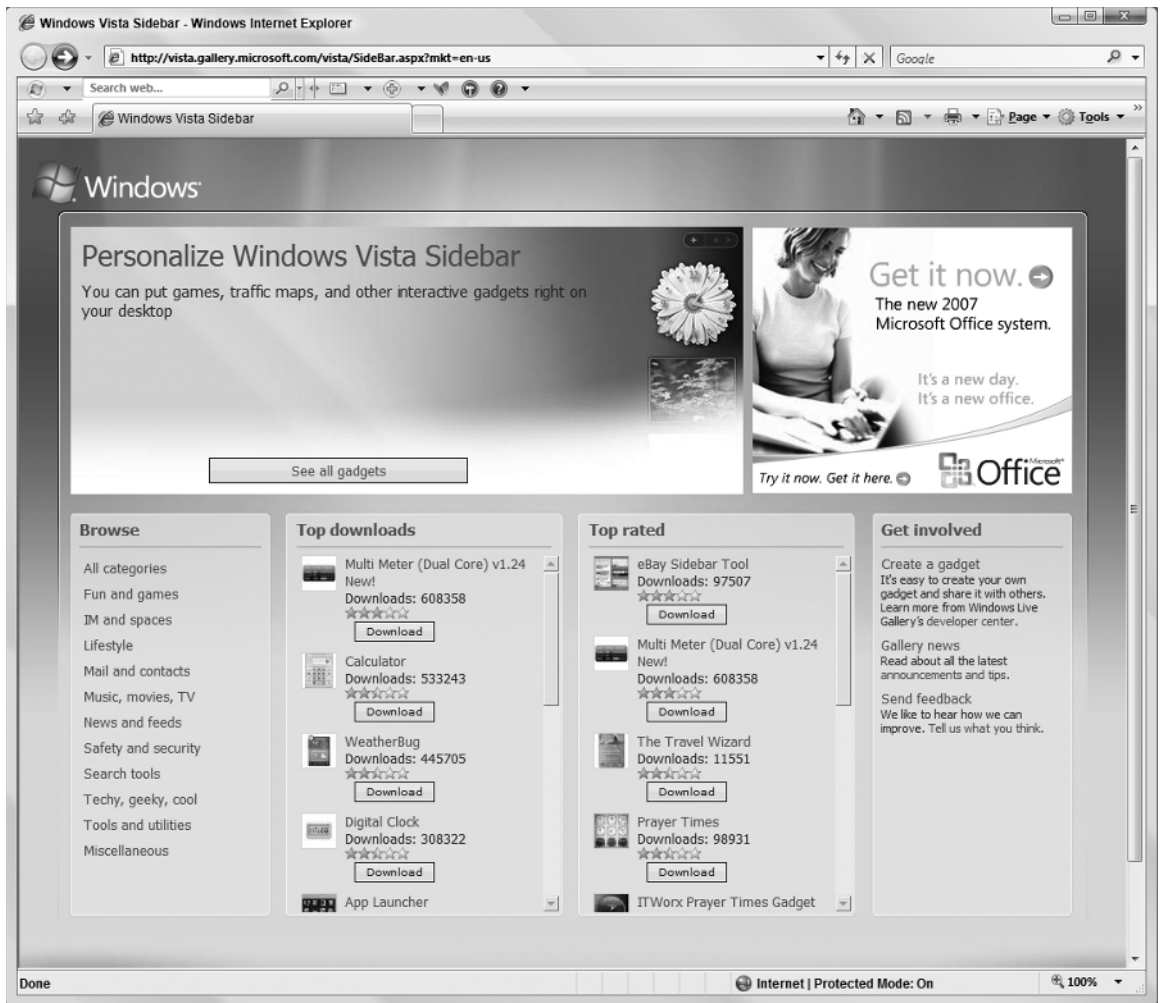 Windows Vista Sidebar - Windows Internet Explorer
http://vista.gallery.microsoft.com/vista/SideBar.aspx?mkt=en-us
Google
Search web...
Windows Vista Sidebar
Page
Tools
Windows
Personalize Windows Vista Sidebar
You can put games, traffic maps, and other interactive gadgets right on
your desktop
See all gadgets
Get it now.
The new 2007
Microsoft Office system.
It's a new day.
It's a new office.
Try it now. Get it here.
Microsoft
Office
Browse
All categories
Fun and games
IM and spaces
Lifestyle
Mail and contacts
Music, movies, TV
News and feeds
Safety and security
Search tools
Techy, geeky, cool
Tools and utilities
Miscellaneous
Top downloads
Multi Meter (Dual Core) v1.24
New!
Downloads: 608358
Download
Calculator
Downloads: 533243
Download
WeatherBug
Downloads: 445705
Download
Digital Clock
Downloads: 308322
Download
App Launcher
Top rated
eBay Sidebar Tool
Downloads: 97507
Download
Multi Meter (Dual Core) v1.24
New!
Downloads: 608358
Download
The Travel Wizard
Downloads: 11551
Download
Prayer Times
Downloads: 98931
Download
ITWorx Prayer Times Gadget
Get involved
Create a gadget
It's easy to create your own
gadget and share it with others.
Learn more from Windows Live
Gallery's developer center.
Gallery news
Read about all the latest
announcements and tips.
Send feedback
We like to hear how we can
improve. Tell us what you think.
Done
Internet | Protected Mode: On
100%